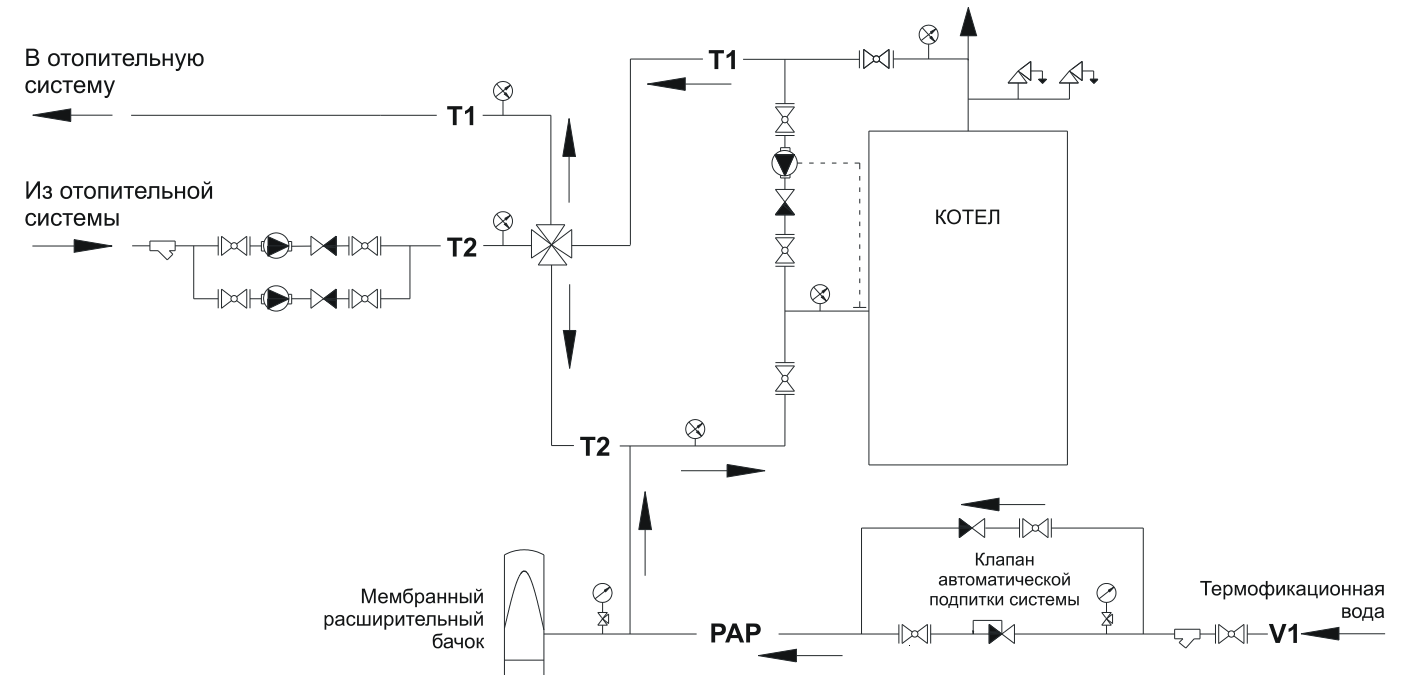 В отопительную
систему
T1
T1
Из отопительной
системы
T2
КОТЕЛ
T2
Клапан
автоматической
подпитки системы
Мембранный
расширительный
бачок
PAP
Термофикационная
вода
V1